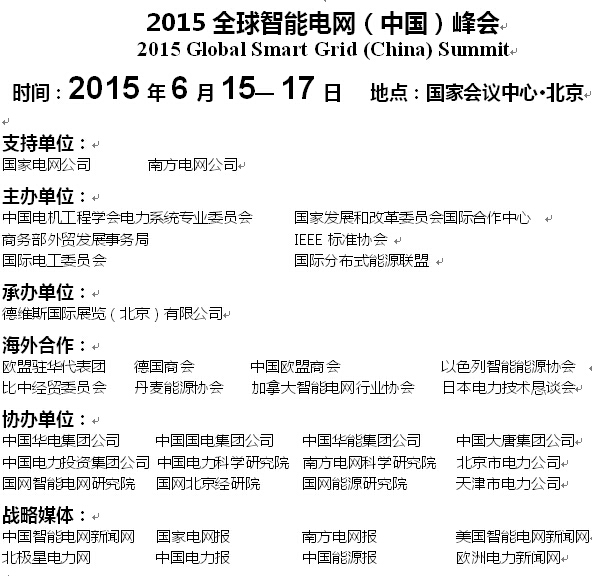 2015 全球智能电网（中国）峰会
2015 Global Smart Grid (China) Summit
时间：2015 年 6 月 15— 17 日 地点：国家会议中心·北京
支持单位：
国家电网公司 南方电网公司
主办单位：
中国电机工程学会电力系统专业委员会 国家发展和改革委员会国际合作中心
商务部外贸发展事务局 IEEE 标准协会
国际电工委员会 国际分布式能源联盟
承办单位：
德维斯国际展览（北京）有限公司
海外合作：
欧盟驻华代表团 德国商会 中国欧盟商会 以色列智能能源协会
比中经贸委员会 丹麦能源协会 加拿大智能电网行业协会 日本电力技术恳谈会
协办单位：
中国华电集团公司 中国国电集团公司 中国华能集团公司 中国大唐集团公司
中国电力投资集团公司 中国电力科学研究院 南方电网科学研究院 北京市电力公司
国网智能电网研究院 国网北京经研院 国网能源研究院 天津市电力公司
战略媒体：
中国智能电网新闻网 国家电网报 南方电网报 美国智能电网新闻网
北极星电力网 中国电力报 中国能源报 欧洲电力新闻网